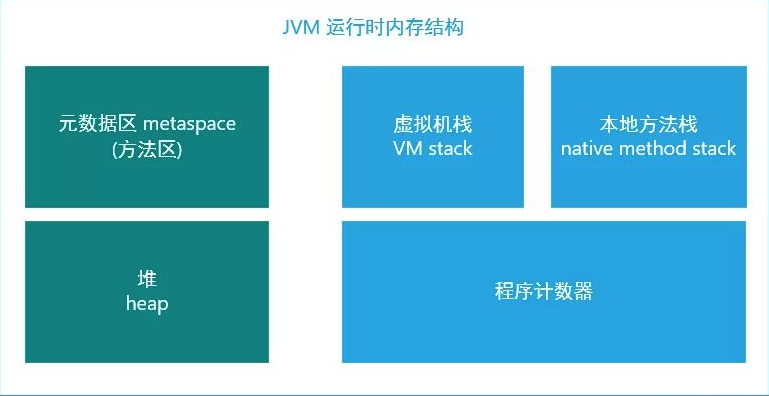 JVM 运行时内存结构
元数据区 metaspace
(方法区)
虚拟机栈
VM stack
本地方法栈
native method stack
堆
heap
程序计数器